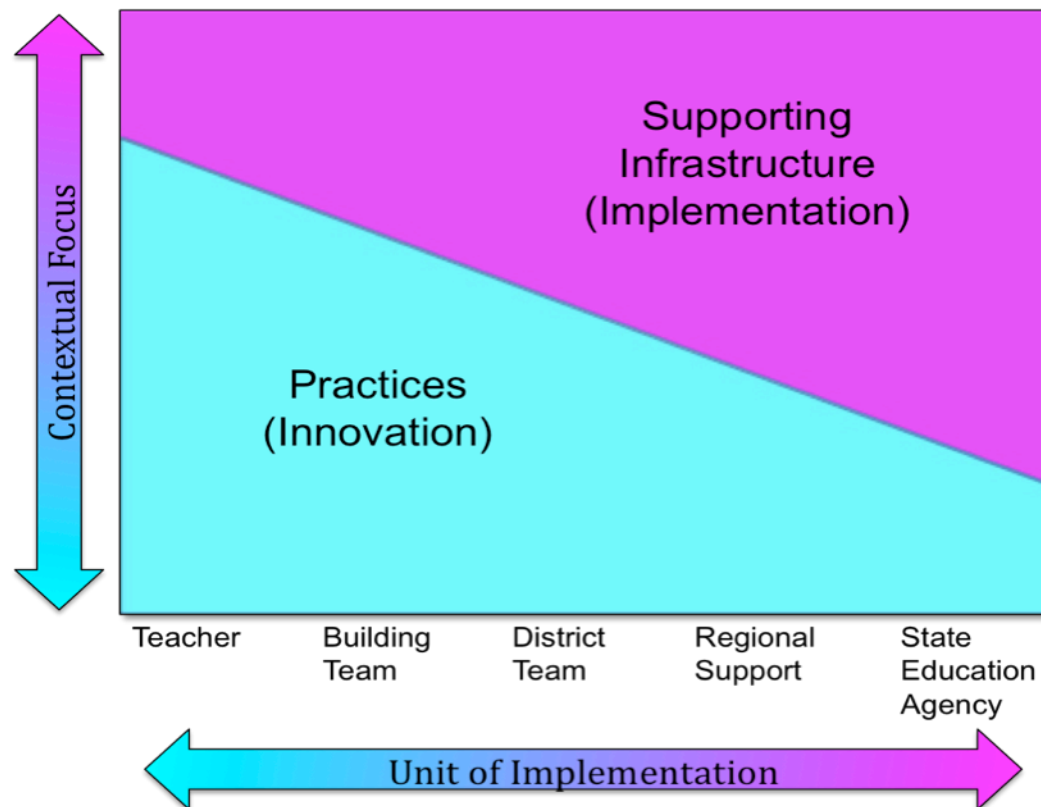 Contextual Focus
Supporting
Infrastructure
(Implementation)
Practices
(Innovation)
Teacher
Building
Team
District
Team
Regional
Support
State
Education
Agency
Unit of Implementation